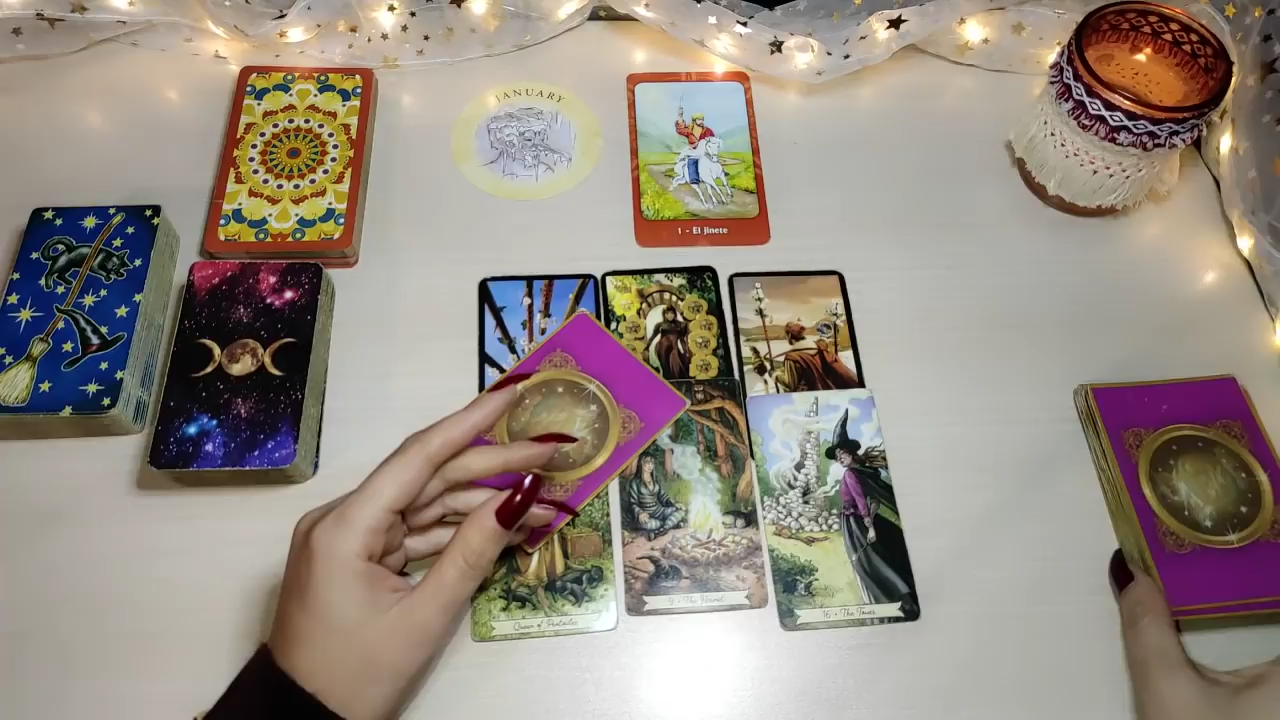 JANUARY
1 - El Jinete
Queen of Pentacles
9 • The Hermit
16 • The Tower